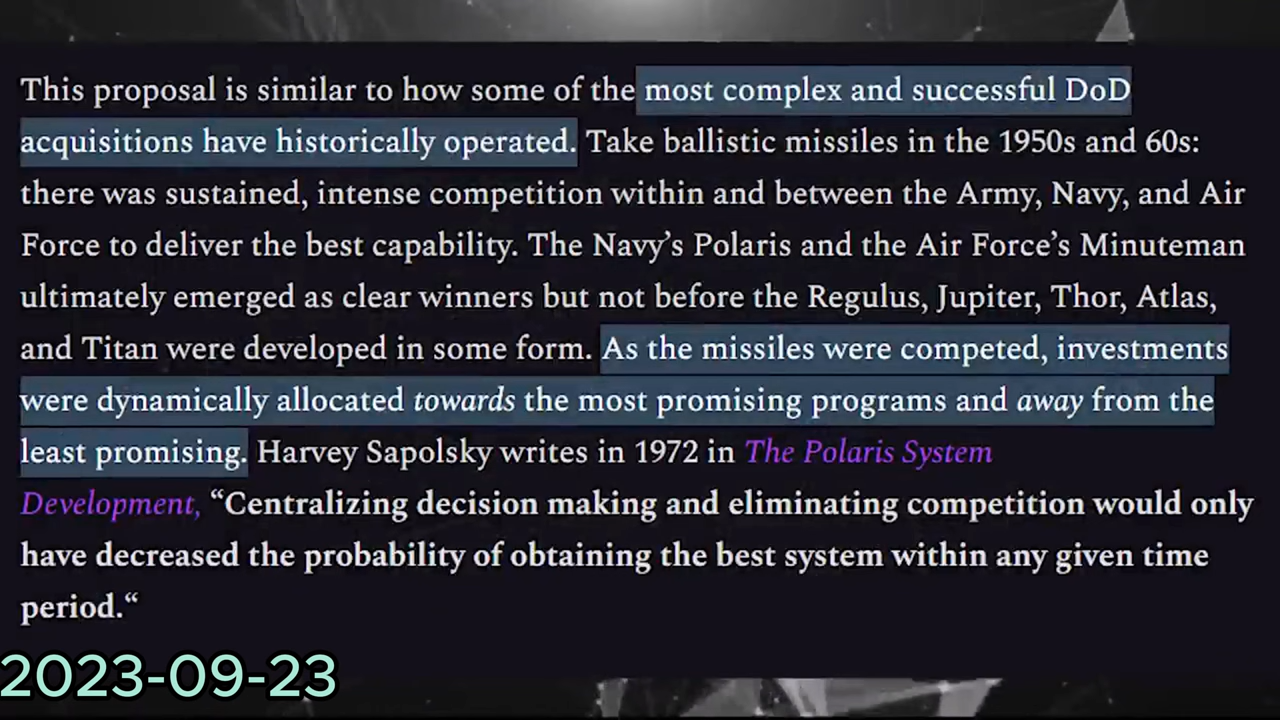 This proposal is similar to how some of the most complex and successful DoD
acquisitions have historically operated. Take ballistic missiles in the 1950s and 60s:
there was sustained, intense competition within and between the Army, Navy, and Air
Force to deliver the best capability. The Navy’s Polaris and the Air Force’s Minuteman
ultimately emerged as clear winners but not before the Regulus, Jupiter, Thor, Atlas,
and Titan were developed in some form. As the missiles were competed, investments
were dynamically allocated towards the most promising programs and away from the
least promising. Harvey Sapolsky writes in 1972 in The Polaris System
Development, “Centralizing decision making and eliminating competition would only
have decreased the probability of obtaining the best system within any given time
period.“
2023-09-23